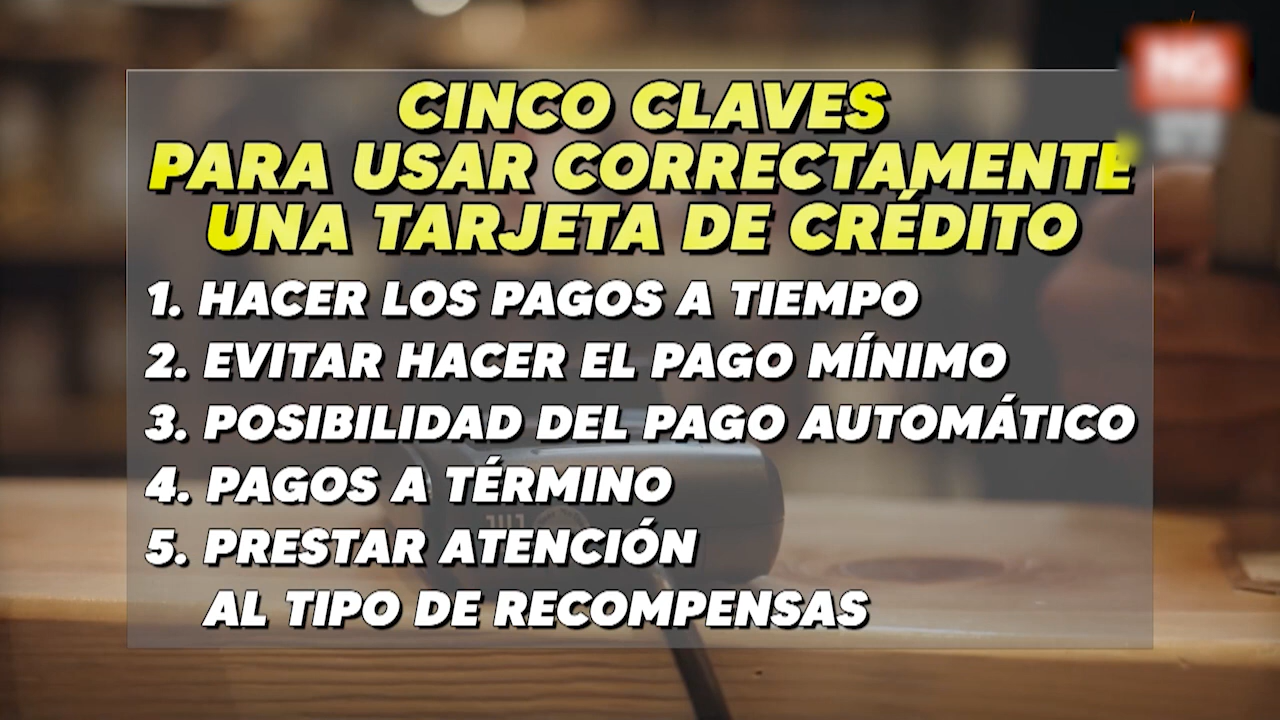 CINCO CLAVES
PARA USAR CORRECTAMENTE
UNA TARJETA DE CRÉDITO
1. HACER LOS PAGOS A TIEMPO
2. EVITAR HACER EL PAGO MÍNIMO
3. POSIBILIDAD DEL PAGO AUTOMÁTICO
4. PAGOS A TÉRMINO
5. PRESTAR ATENCIÓN
AL TIPO DE RECOMPENSAS